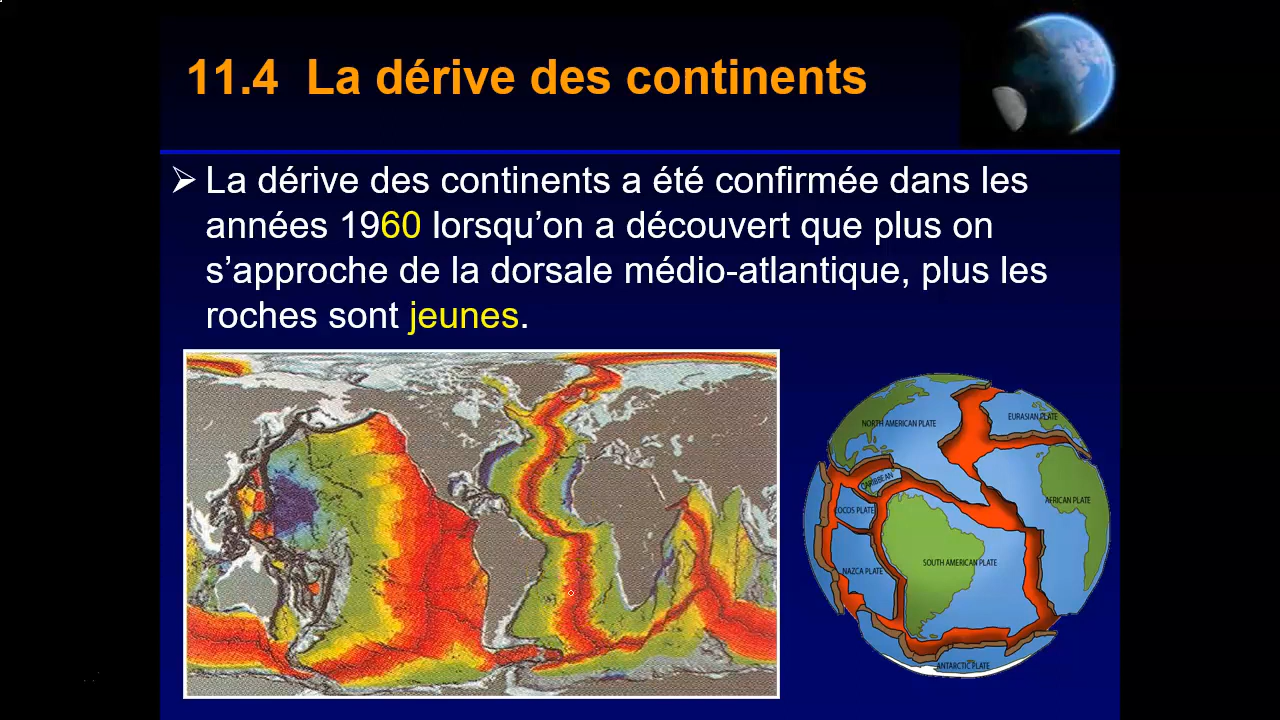 11.4 La dérive des continents
➢ La dérive des continents a été confirmée dans les
années 1960 lorsqu’on a découvert que plus on
s’approche de la dorsale médio-atlantique, plus les
roches sont jeunes.
NORTH AMERICAN PLATE
EURASIAN PLATE
CARIBBEAN
COCOS PLATE
AFRICAN PLATE
NAZCA PLATE
SOUTH AMERICAN PLATE
ANTARCTIC PLATE